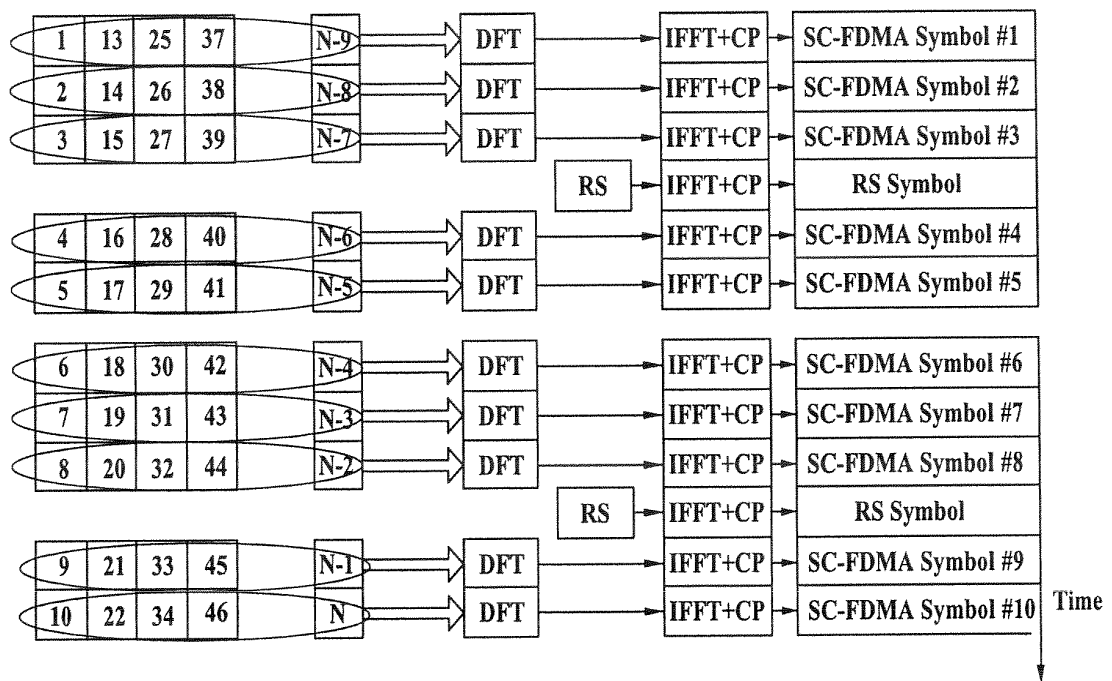 1 13 25 37 N-9 DFT IFFT+CP SC-FDMA Symbol #1
2 14 26 38 N-8 DFT IFFT+CP SC-FDMA Symbol #2
3 15 27 39 N-7 DFT IFFT+CP SC-FDMA Symbol #3
RS IFFT+CP RS Symbol
4 16 28 40 N-6 DFT IFFT+CP SC-FDMA Symbol #4
5 17 29 41 N-5 DFT IFFT+CP SC-FDMA Symbol #5
6 18 30 42 N-4 DFT IFFT+CP SC-FDMA Symbol #6
7 19 31 43 N-3 DFT IFFT+CP SC-FDMA Symbol #7
8 20 32 44 N-2 DFT IFFT+CP SC-FDMA Symbol #8
RS IFFT+CP RS Symbol
9 21 33 45 N-1 DFT IFFT+CP SC-FDMA Symbol #9
10 22 34 46 N DFT IFFT+CP SC-FDMA Symbol #10
Time